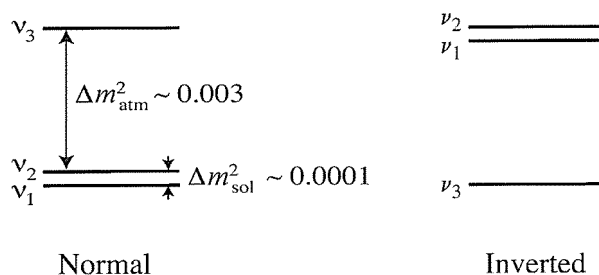 ν₃
Δm²atm ~ 0.003
ν₂
ν₁
Δm²sol ~ 0.0001
Normal
ν₂
ν₁
ν₃
Inverted